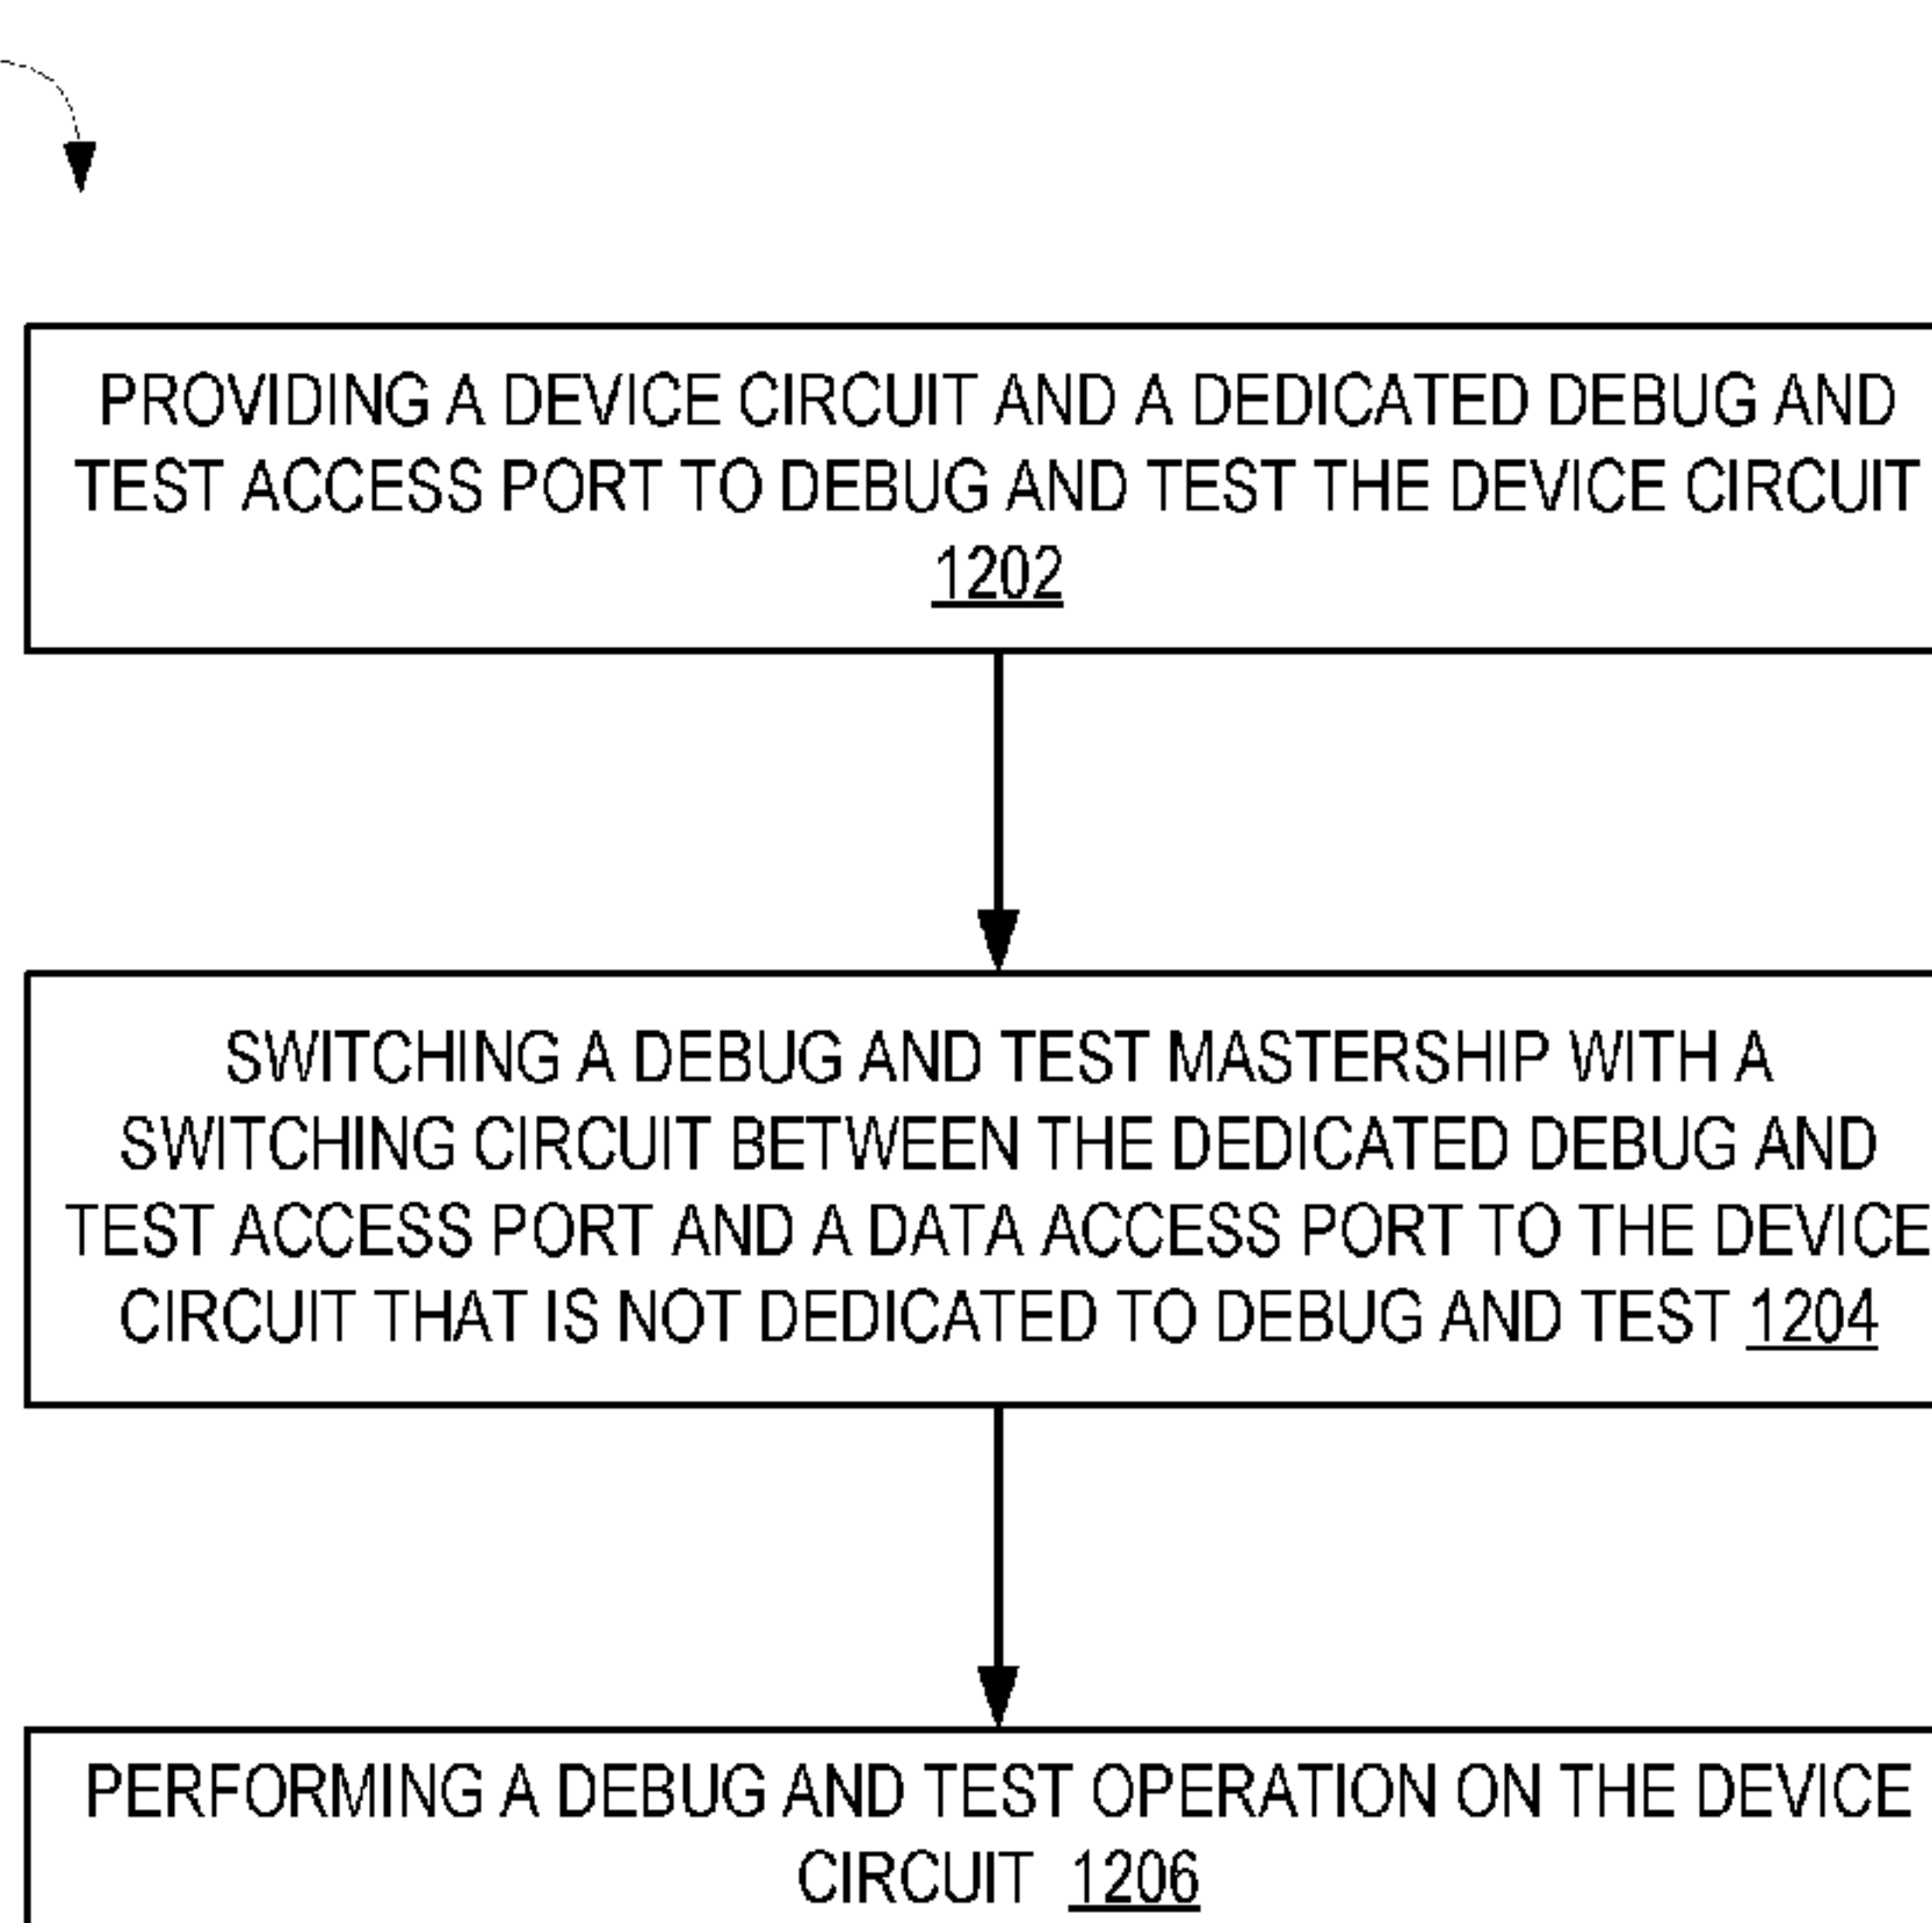 PROVIDING A DEVICE CIRCUIT AND A DEDICATED DEBUG AND
TEST ACCESS PORT TO DEBUG AND TEST THE DEVICE CIRCUIT
1202
SWITCHING A DEBUG AND TEST MASTERSHIP WITH A
SWITCHING CIRCUIT BETWEEN THE DEDICATED DEBUG AND
TEST ACCESS PORT AND A DATA ACCESS PORT TO THE DEVICE
CIRCUIT THAT IS NOT DEDICATED TO DEBUG AND TEST 1204
PERFORMING A DEBUG AND TEST OPERATION ON THE DEVICE
CIRCUIT 1206